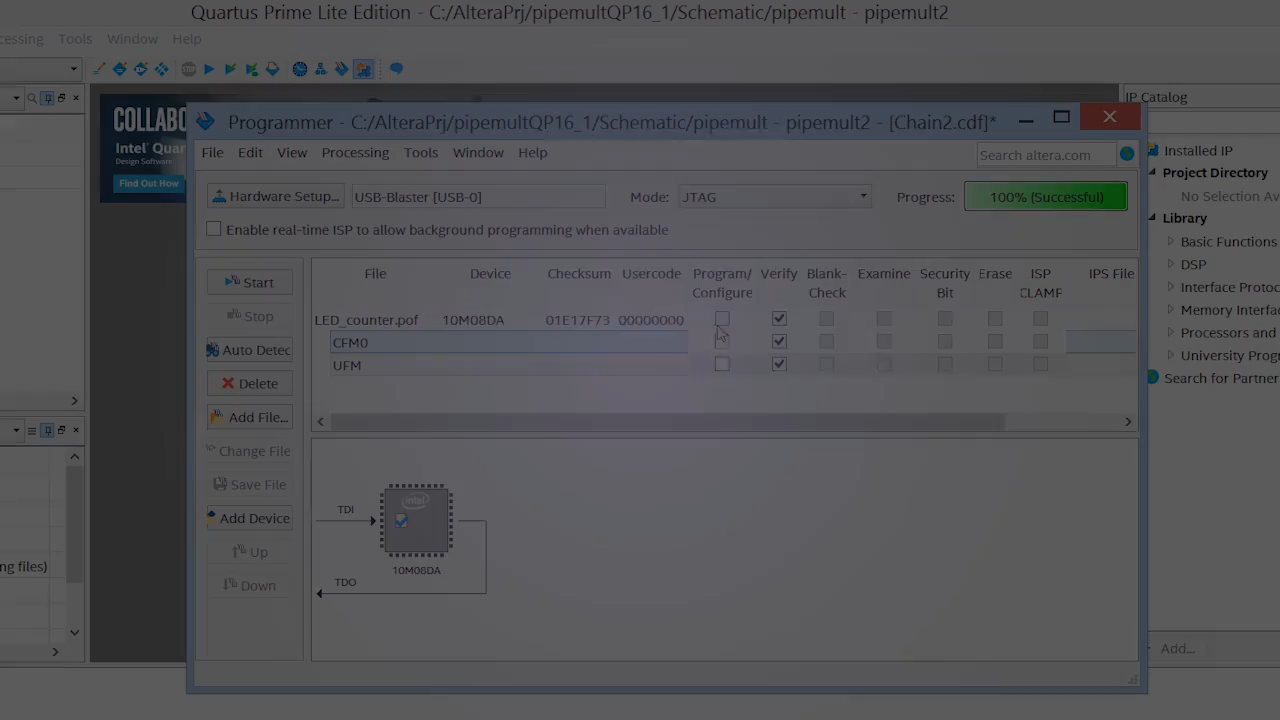 Quartus Prime Lite Edition - C:/AlteraPrj/pipemultQP16_1/Schematic/pipemult - pipemult2
cessing Tools Window Help
COLLABO
Intel® Quar
Design Software
Find Out How
IP Catalog
Installed IP
Project Directory
No Selection Av
Library
Basic Functions
DSP
Interface Protoc
Memory Interfa
Processors and
University Prog
Search for Partner
Add...
ng files)
Programmer - C:/AlteraPrj/pipemultQP16_1/Schematic/pipemult - pipemult2 - [Chain2.cdf]*
File Edit View Processing Tools Window Help
Search altera.com
Hardware Setup... USB-Blaster [USB-0] Mode: JTAG Progress: 100% (Successful)
Enable real-time ISP to allow background programming when available
Start
Stop
Auto Detec
Delete
Add File...
Change File
Save File
Add Device
Up
Down
File Device Checksum Usercode Program/ Verify Blank- Examine Security Erase ISP IPS File
Configure Check Bit CLAMP
LED_counter.pof 10M08DA 01E17F73 00000000
CFM0
UFM
TDI
intel
10M08DA
TDO